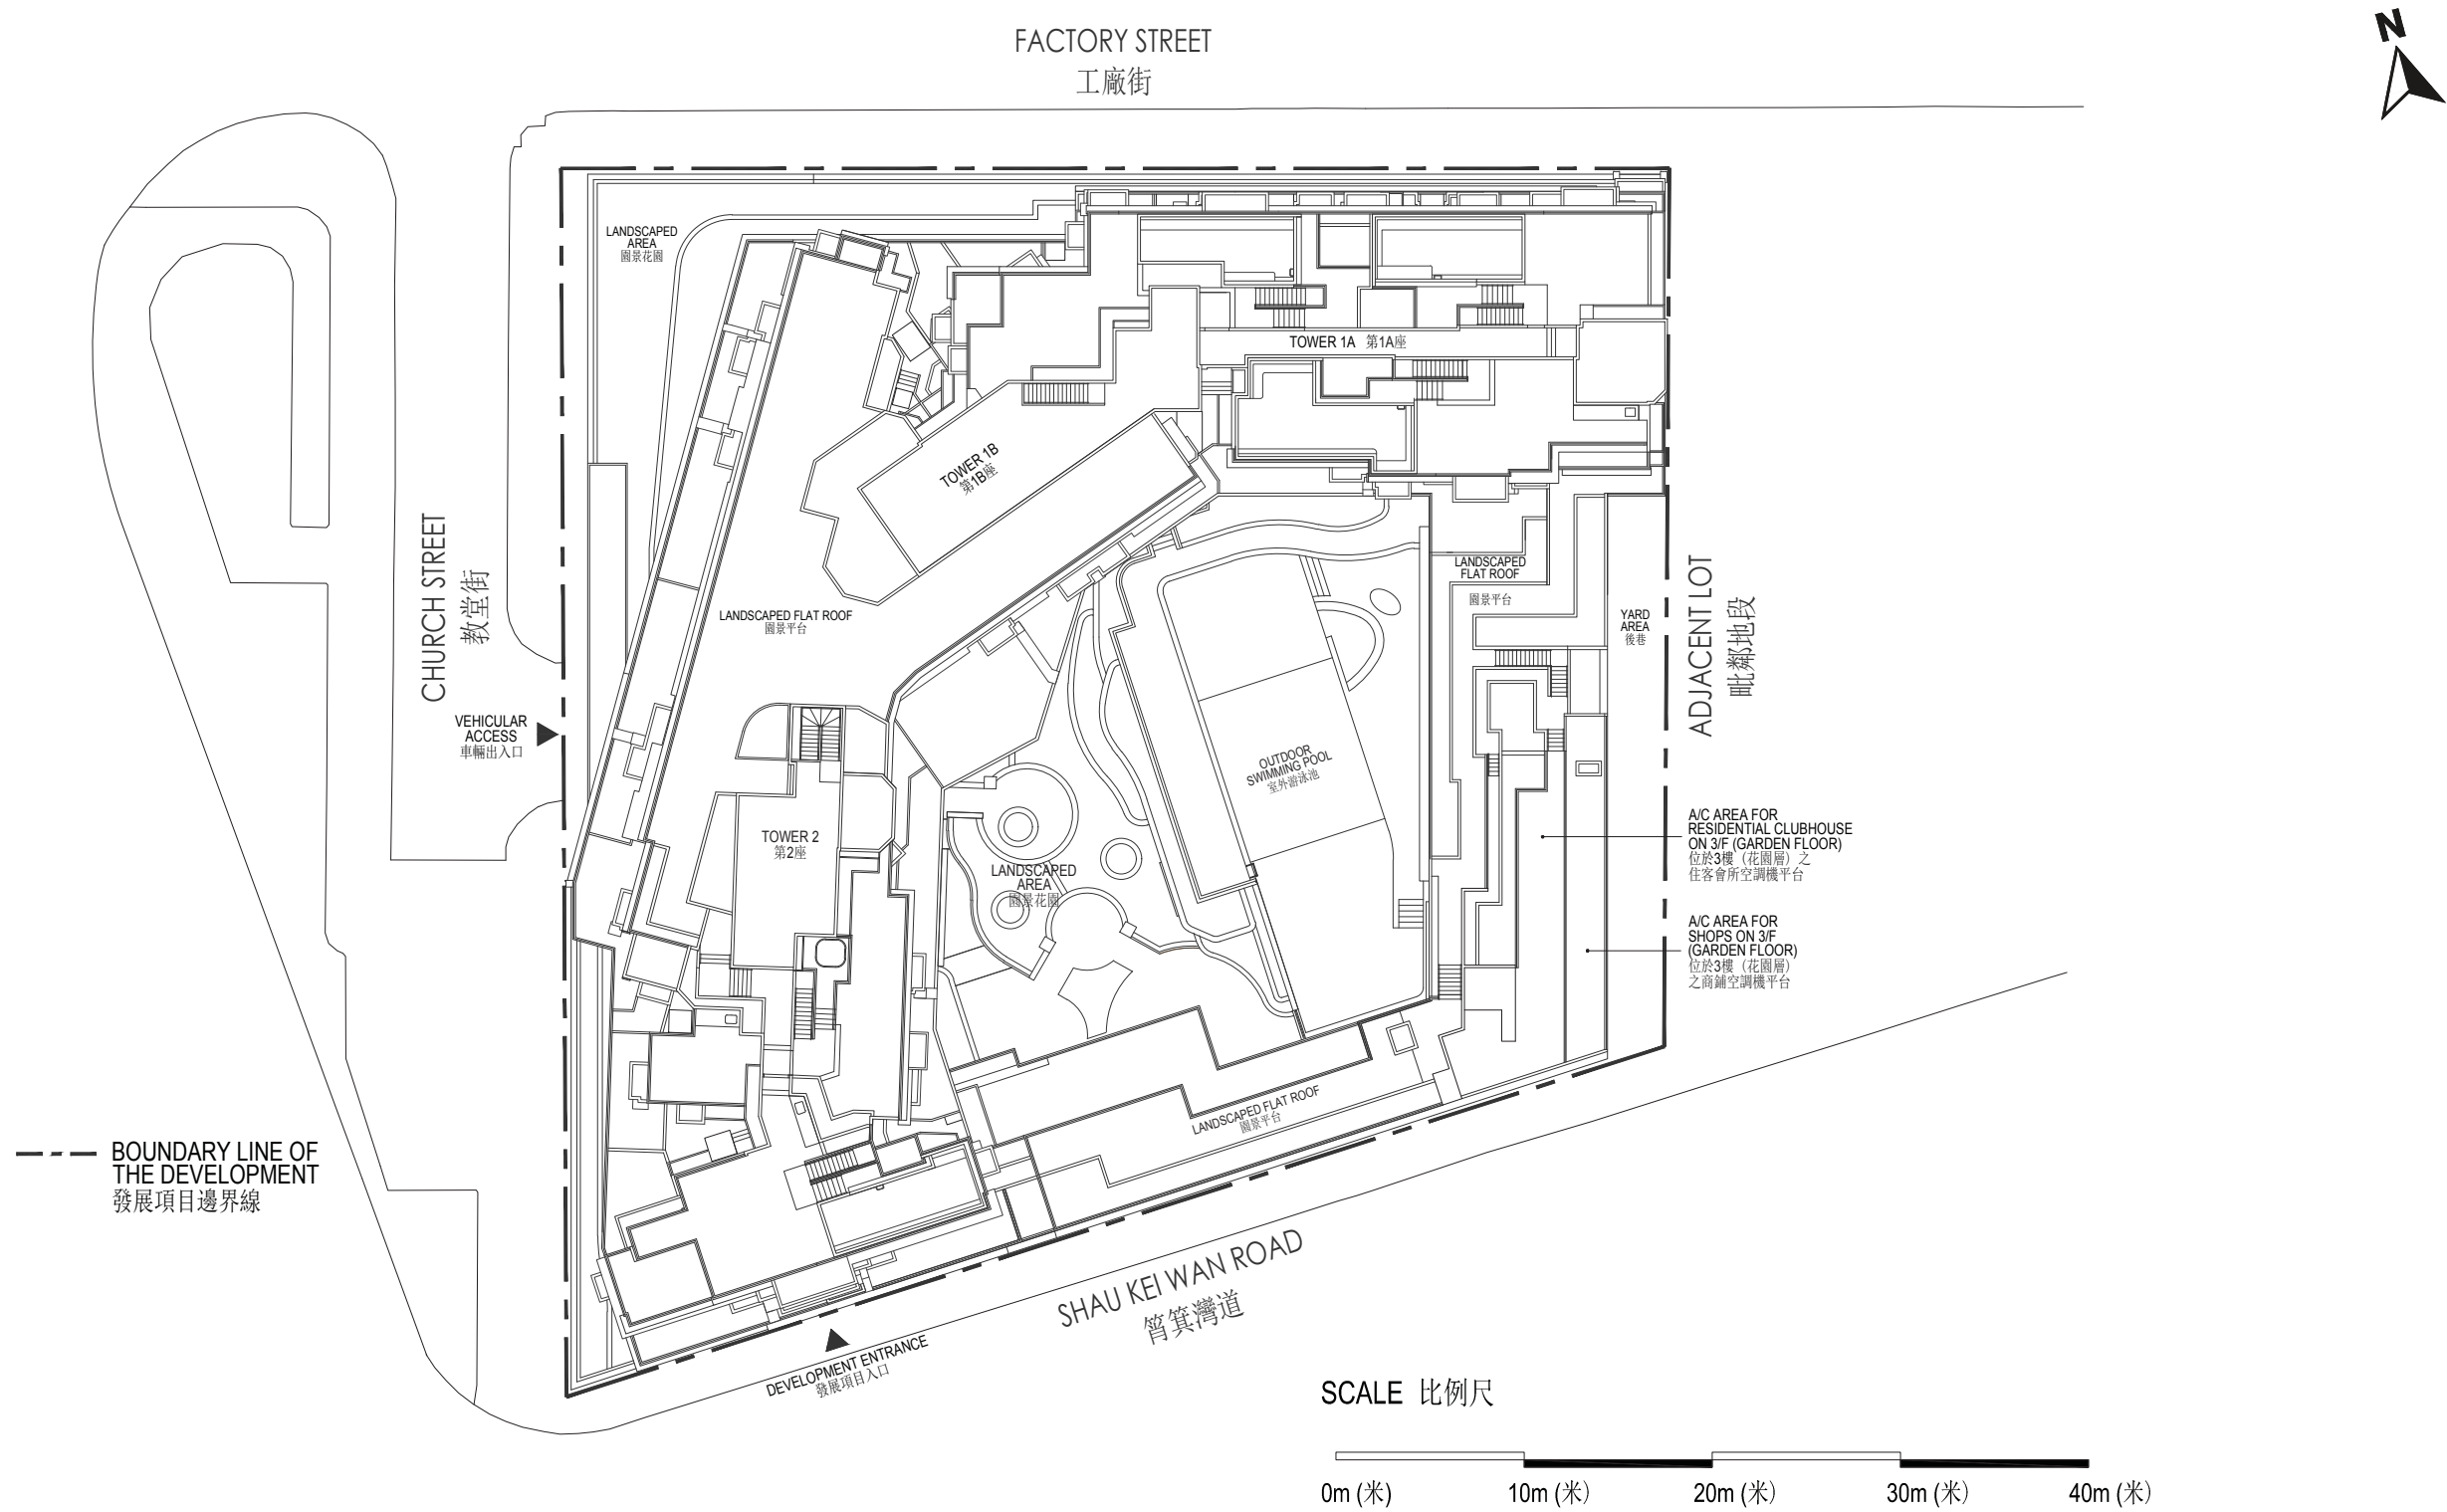 FACTORY STREET
工廠街
N
LANDSCAPED
AREA
園景花園
TOWER 1A 第1A座
TOWER 1B
第1B座
CHURCH STREET
教堂街
LANDSCAPED FLAT ROOF
園景平台
LANDSCAPED
FLAT ROOF
園景平台
YARD
AREA
後巷
ADJACENT LOT
毗鄰地段
VEHICULAR
ACCESS
車輛出入口
OUTDOOR
SWIMMING POOL
室外游泳池
TOWER 2
第2座
LANDSCAPED
AREA
園景花園
A/C AREA FOR
RESIDENTIAL CLUBHOUSE
ON 3/F (GARDEN FLOOR)
位於3樓（花園層）之
住客會所空調機平台
A/C AREA FOR
SHOPS ON 3/F
(GARDEN FLOOR)
位於3樓（花園層）
之商鋪空調機平台
LANDSCAPED FLAT ROOF
園景平台
BOUNDARY LINE OF
THE DEVELOPMENT
發展項目邊界線
SHAU KEI WAN ROAD
筲箕灣道
DEVELOPMENT ENTRANCE
發展項目入口
SCALE 比例尺
0m (米) 10m (米) 20m (米) 30m (米) 40m (米)